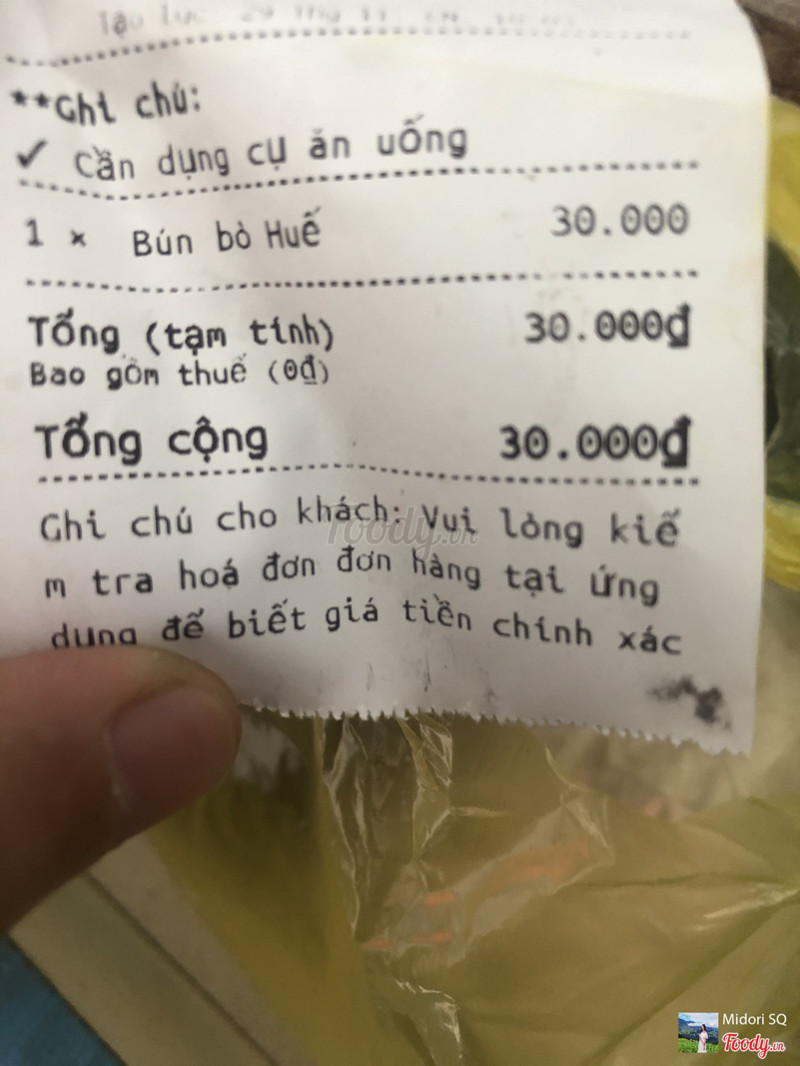 **Ghi chú:
✓ Cần dụng cụ ăn uống
1 x Bún bò Huế 30.000
Tổng (tạm tính) 30.000₫
Bao gồm thuế (0₫)
Tổng cộng 30.000₫
Ghi chú cho khách: Vui lòng kiể
m tra hoá đơn đơn hàng tại ứng
dụng để biết giá tiền chính xác
foody.vn
Midori SQ
Foody.vn